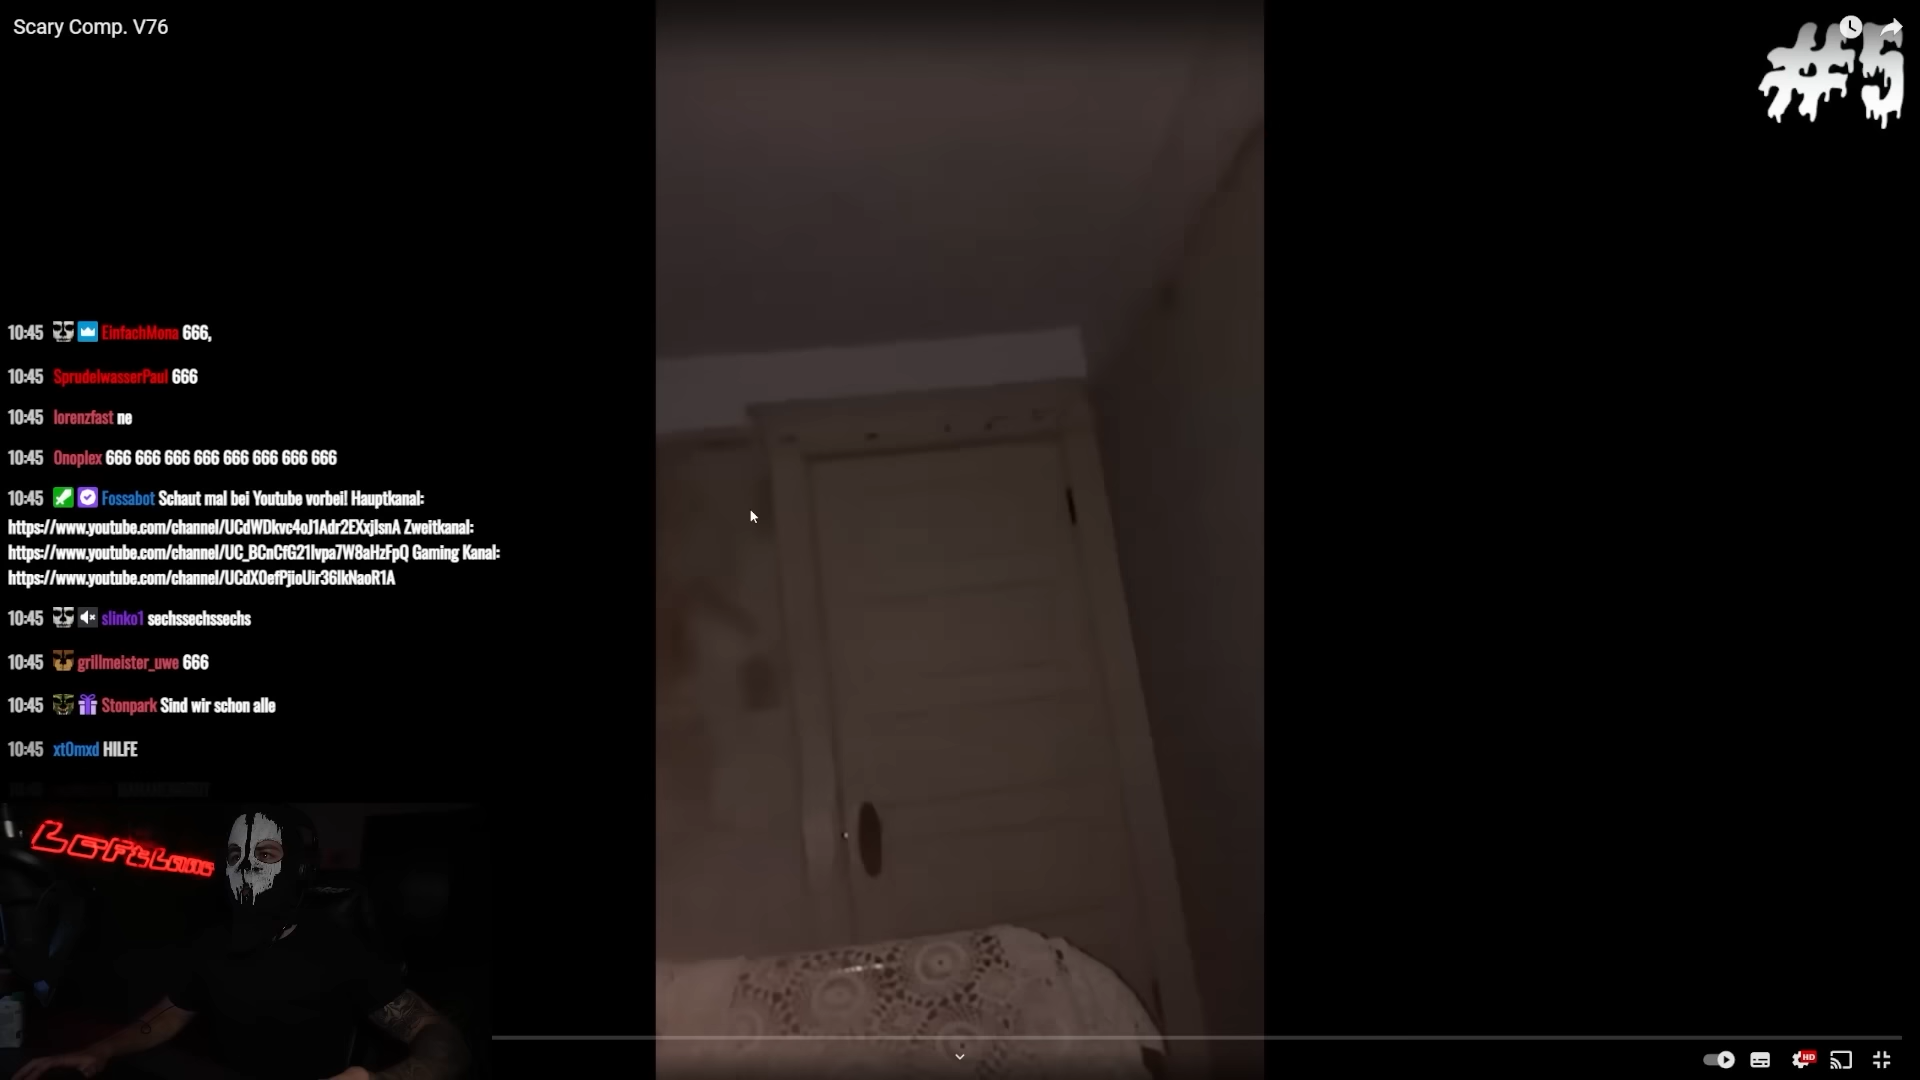 Scary Comp. V76
#5
10:45 EinfachMona 666,
10:45 SprudelwasserPaul 666
10:45 lorenzfast ne
10:45 Onoplex 666 666 666 666 666 666 666 666
10:45 Fossabot Schaut mal bei Youtube vorbei! Hauptkanal:
https://www.youtube.com/channel/UCdWDkvc4oJ1Adr2EXxjIsnA Zweitkanal:
https://www.youtube.com/channel/UC_BCnCfG21Ivpa7W8aHzFpQ Gaming Kanal:
https://www.youtube.com/channel/UCdX0efPjioUir36IkNaoR1A
10:45 slinko1 sechssechssechs
10:45 grillmeister_uwe 666
10:45 Stonpark Sind wir schon alle
10:45 xt0mxd HILFE
HD